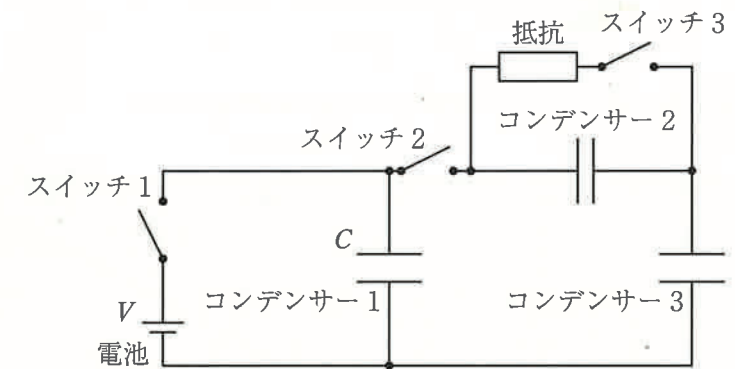 スイッチ3
抵抗
コンデンサー2
スイッチ2
スイッチ1
C
コンデンサー1
コンデンサー3
V
電池